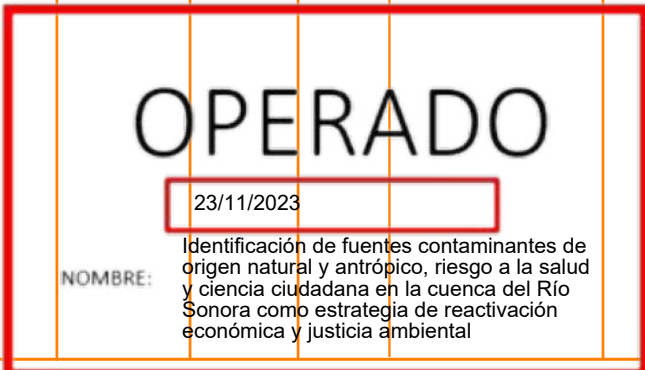 OPERADO
23/11/2023
Identificación de fuentes contaminantes de
NOMBRE: origen natural y antrópico, riesgo a la salud
y ciencia ciudadana en la cuenca del Río
Sonora como estrategia de reactivación
económica y justicia ambiental